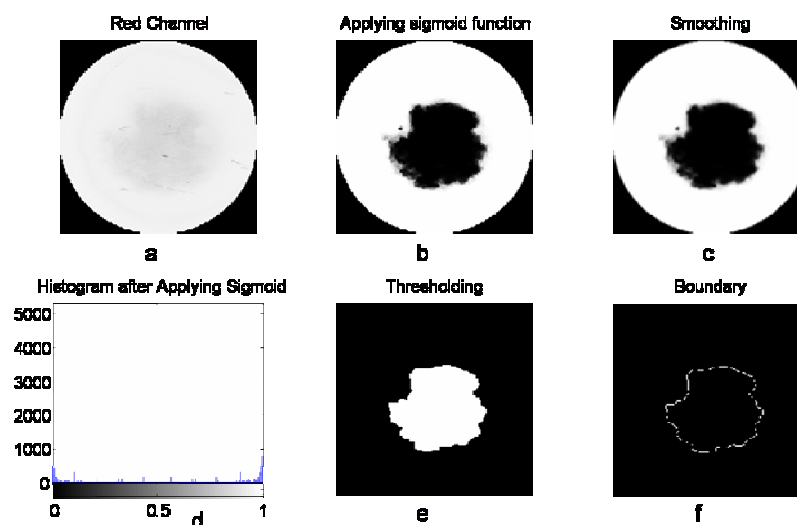 Red Channel
Applying sigmoid function
Smoothing
a
b
c
Histogram after Applying Sigmoid
Thresholding
Boundary
5000
4000
3000
2000
1000
0
0
0.5
1
d
e
f